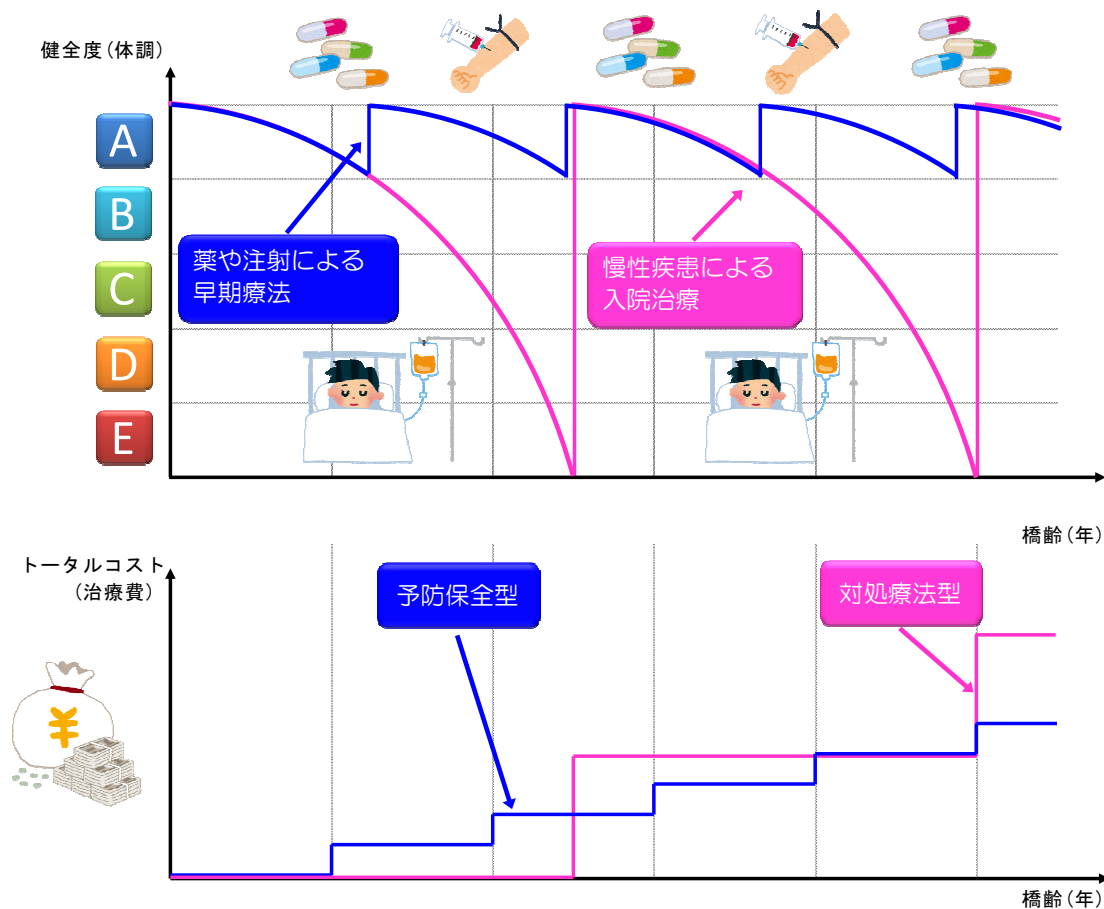 健全度(体調)
A
B
C
D
E
薬や注射による
早期療法
慢性疾患による
入院治療
橋齢(年)
トータルコスト
(治療費)
予防保全型
対処療法型
¥
橋齢(年)